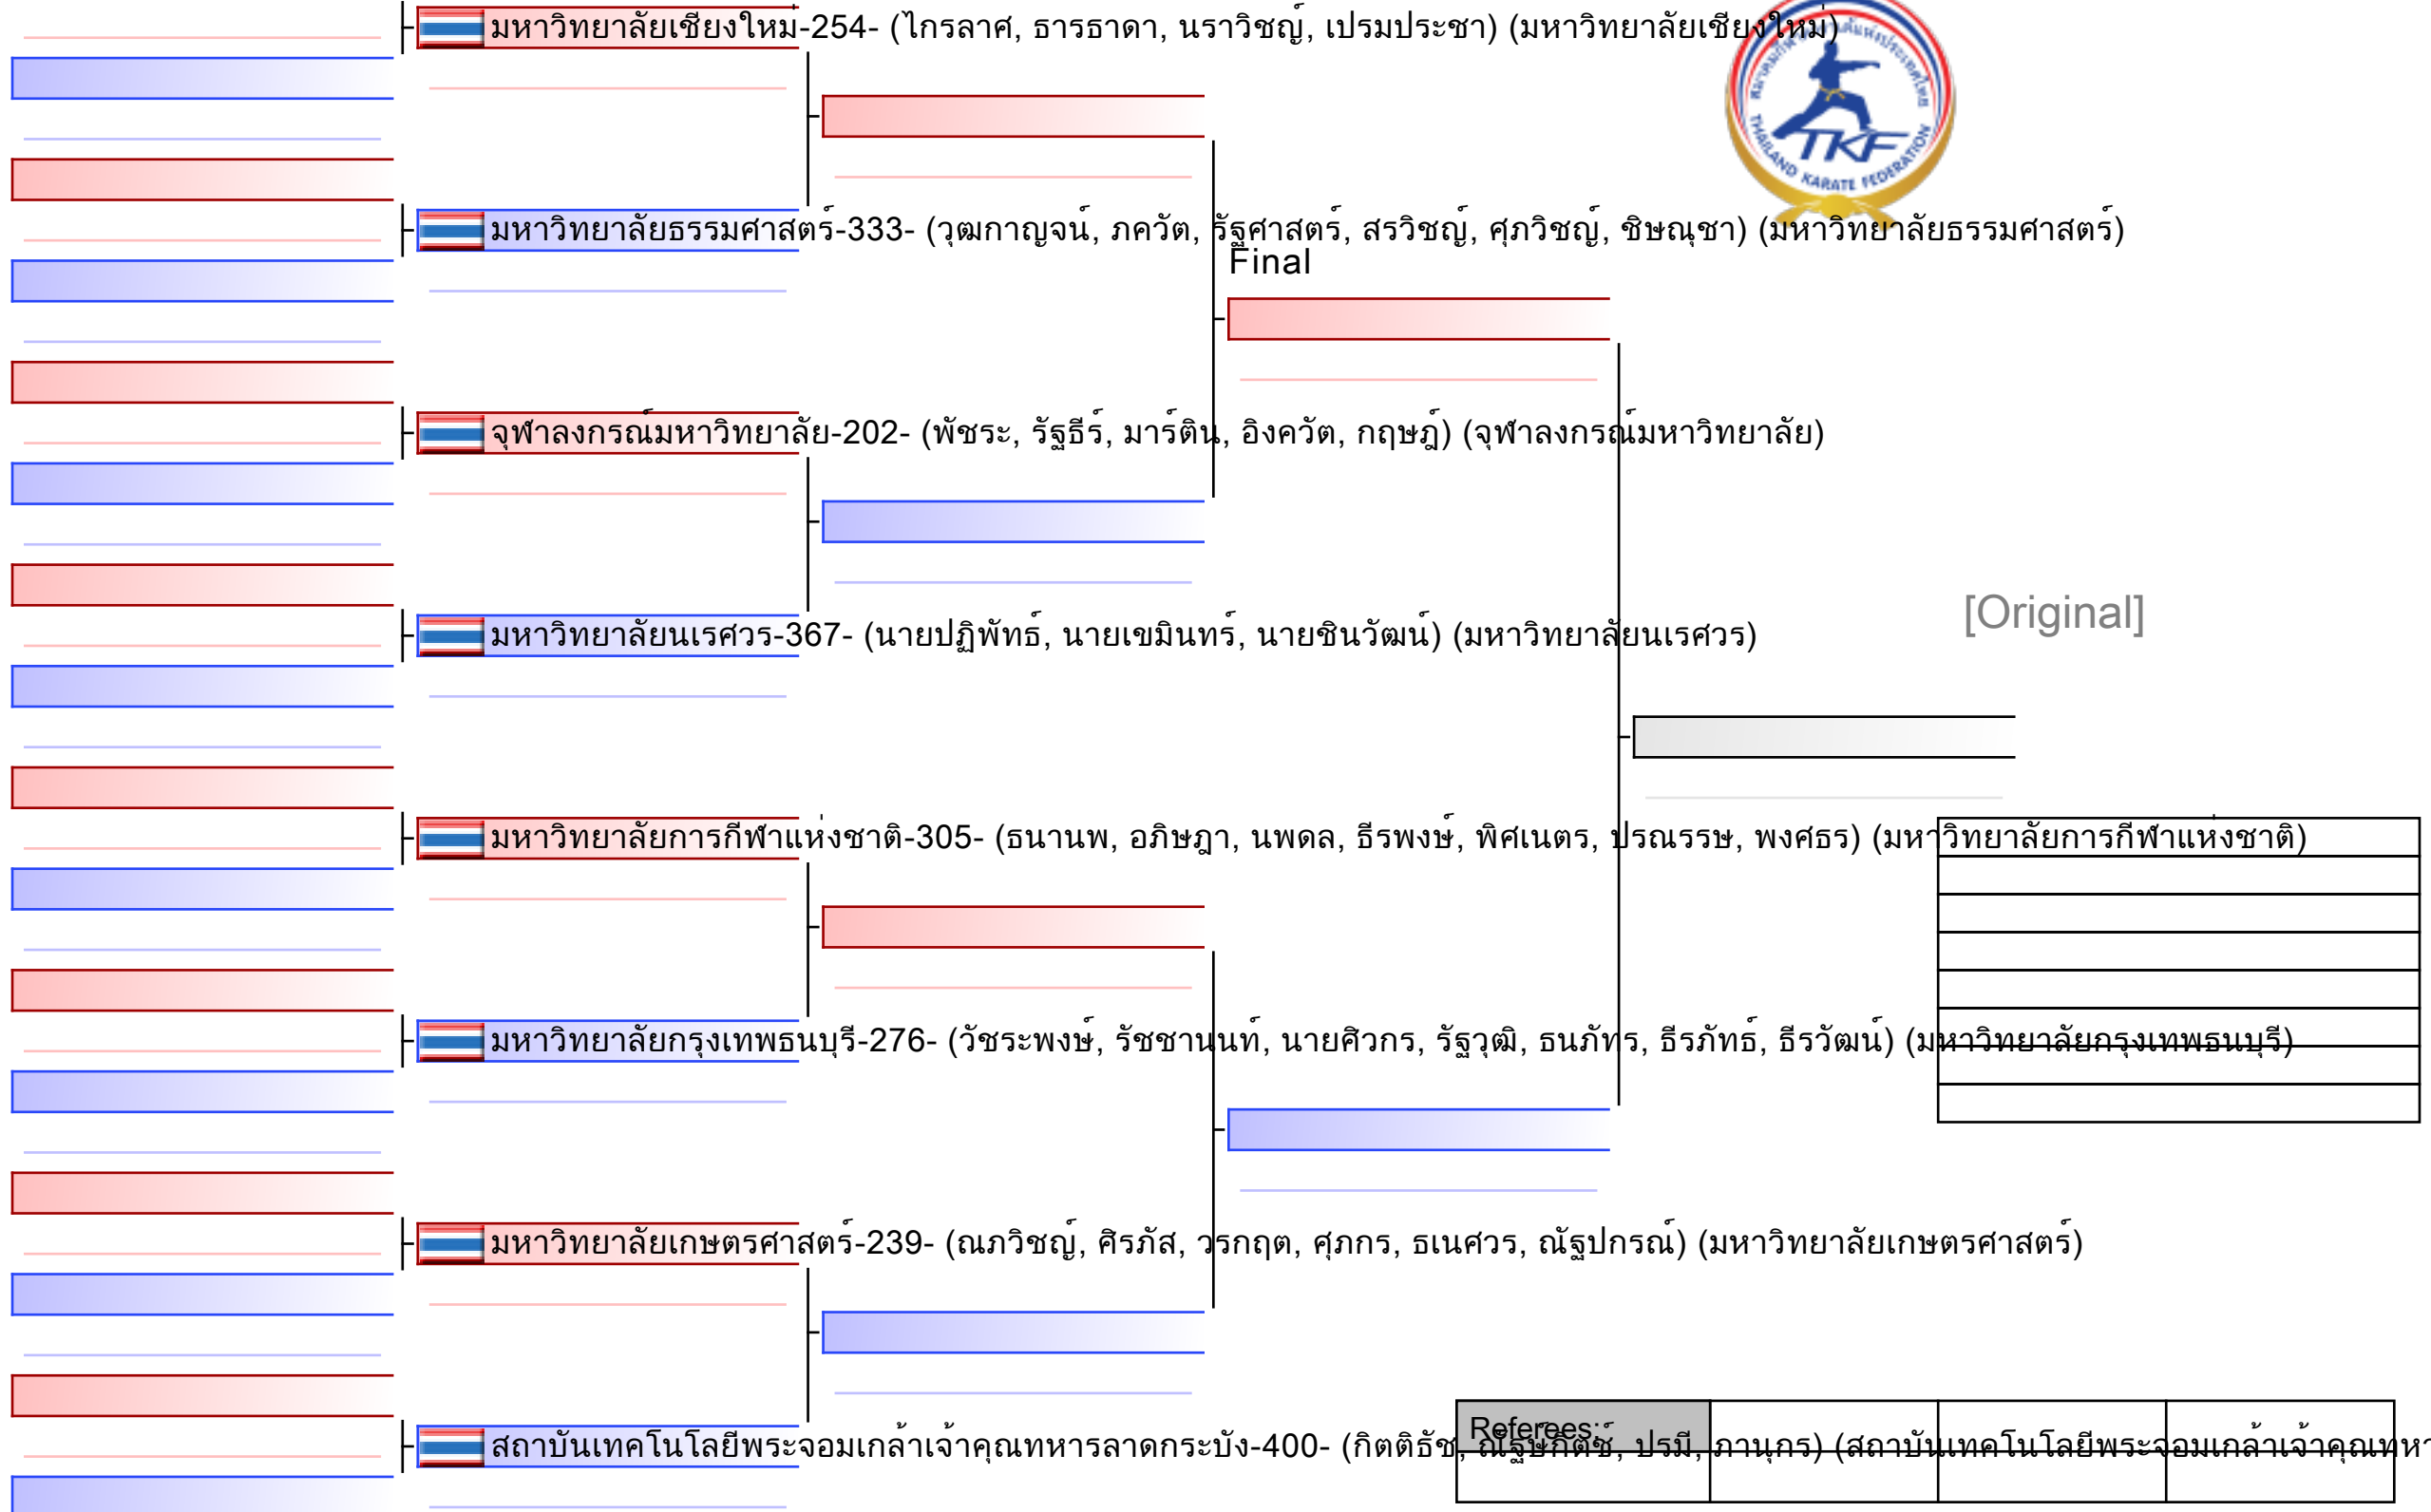 มหาวิทยาลัยเชียงใหม่-254- (ไกรลาศ, ธารธาดา, นราวิชญ์, เปรมประชา) (มหาวิทยาลัยเชียงใหม่)
THAILAND KARATE FEDERATION
TKF
มหาวิทยาลัยธรรมศาสตร์-333- (วุฒกาญจน์, ภควัต, รัฐศาสตร์, สรวิชญ์, ศุภวิชญ์, ชิษณุชา) (มหาวิทยาลัยธรรมศาสตร์)
Final
จุฬาลงกรณ์มหาวิทยาลัย-202- (พัชระ, รัฐธีร์, มาร์ติน, อิงควัต, กฤษฎ์) (จุฬาลงกรณ์มหาวิทยาลัย)
[Original]
มหาวิทยาลัยนเรศวร-367- (นายปฏิพัทธ์, นายเขมินทร์, นายชินวัฒน์) (มหาวิทยาลัยนเรศวร)
มหาวิทยาลัยการกีฬาแห่งชาติ-305- (ธนานพ, อภิษฎา, นพดล, ธีรพงษ์, พิศเนตร, ปรณรรษ, พงศธร) (มหาวิทยาลัยการกีฬาแห่งชาติ)
มหาวิทยาลัยกรุงเทพธนบุรี-276- (วัชระพงษ์, รัชชานนท์, นายศิวกร, รัฐวุฒิ, ธนภัทร, ธีรภัทธ์, ธีรวัฒน์) (มหาวิทยาลัยกรุงเทพธนบุรี)
มหาวิทยาลัยเกษตรศาสตร์-239- (ณภวิชญ์, ศิรภัส, วรกฤต, ศุภกร, ธเนศวร, ณัฐปกรณ์) (มหาวิทยาลัยเกษตรศาสตร์)
Referees:
สถาบันเทคโนโลยีพระจอมเกล้าเจ้าคุณทหารลาดกระบัง-400- (กิตติธัช, ปรมี, ภานุกร) (สถาบันเทคโนโลยีพระจอมเกล้าเจ้าคุณทหา